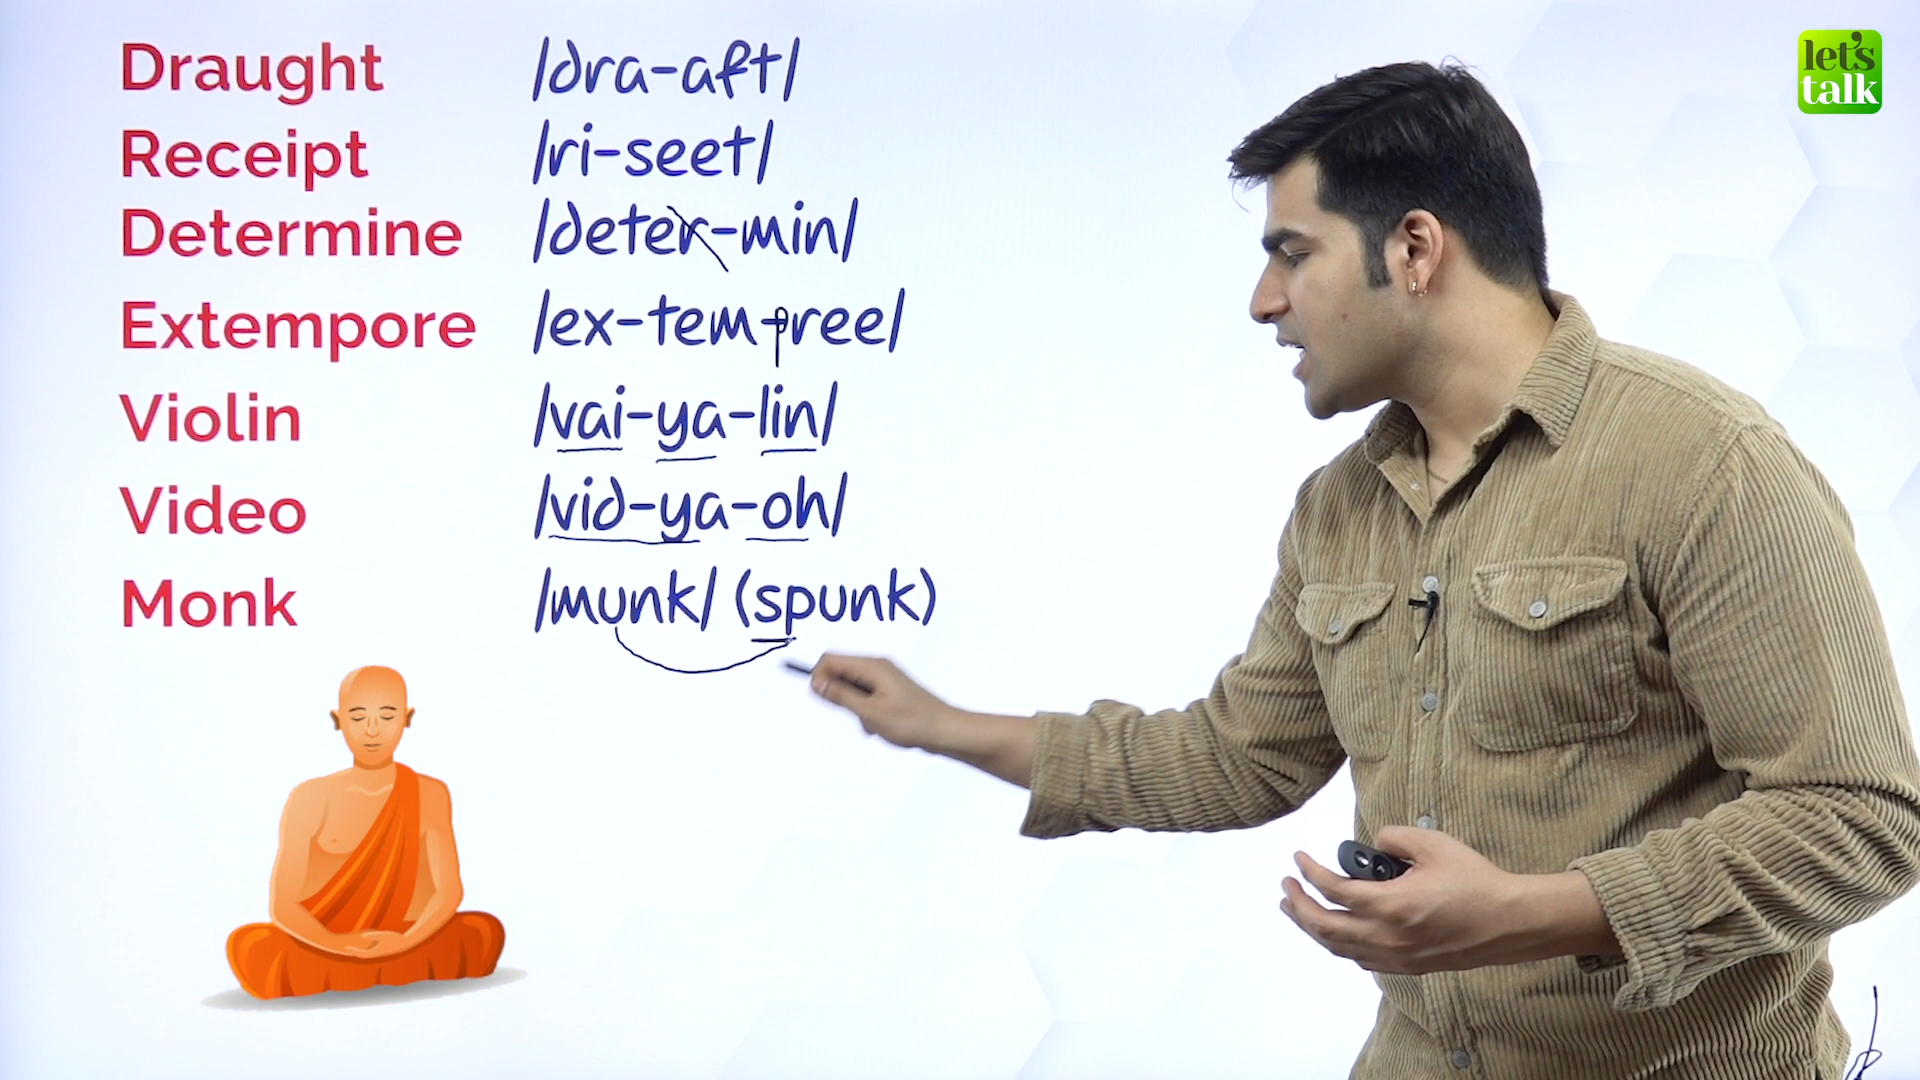 let's
talk
Draught /dra-aft/
Receipt /ri-seet/
Determine /deter-min/
Extempore /ex-tem-pree/
Violin /vai-ya-lin/
Video /vid-ya-oh/
Monk /munk/ (spunk)